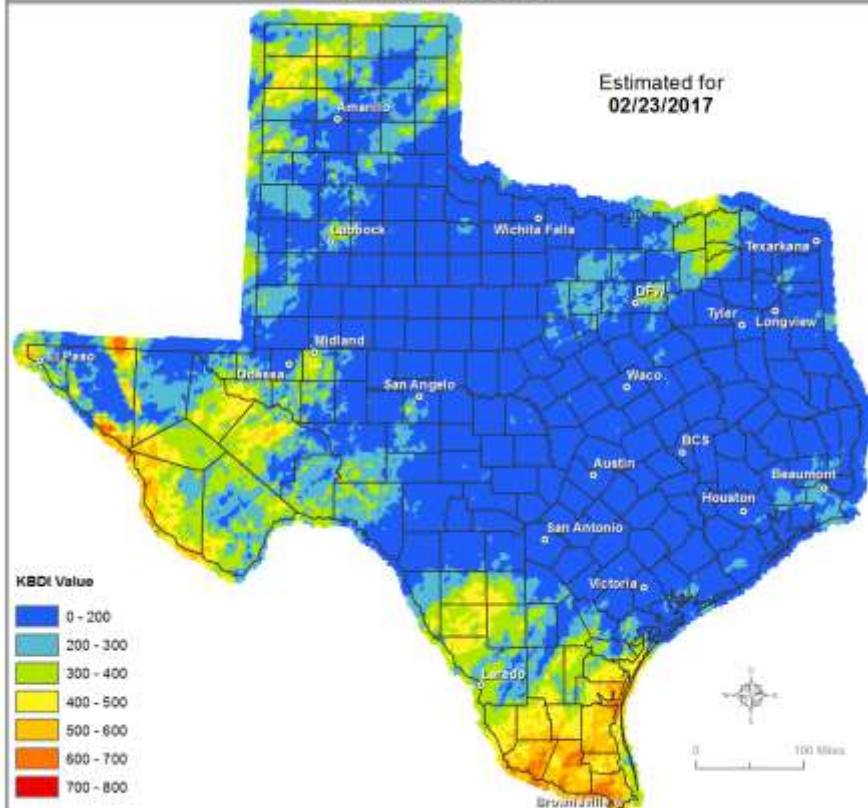 Estimated for
02/23/2017
Amarillo
Lubbock
Wichita Falls
Texarkana
DFW
Tyler
Longview
El Paso
Midland
Odessa
San Angelo
Waco
BCS
Austin
Beaumont
Houston
San Antonio
Victoria
Laredo
Brownsville
KBDI Value
0 - 200
200 - 300
300 - 400
400 - 500
500 - 600
600 - 700
700 - 800
0 100 Miles